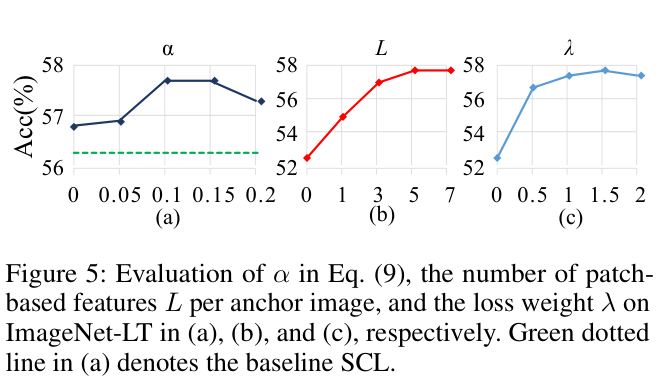 α L λ
58 58 58
57 56 56
56 54 54
52 52
Acc(%)
0 0.05 0.1 0.15 0.2 0 1 3 5 7 0 0.5 1 1.5 2
(a) (b) (c)
Figure 5: Evaluation of α in Eq. (9), the number of patch-
based features L per anchor image, and the loss weight λ on
ImageNet-LT in (a), (b), and (c), respectively. Green dotted
line in (a) denotes the baseline SCL.